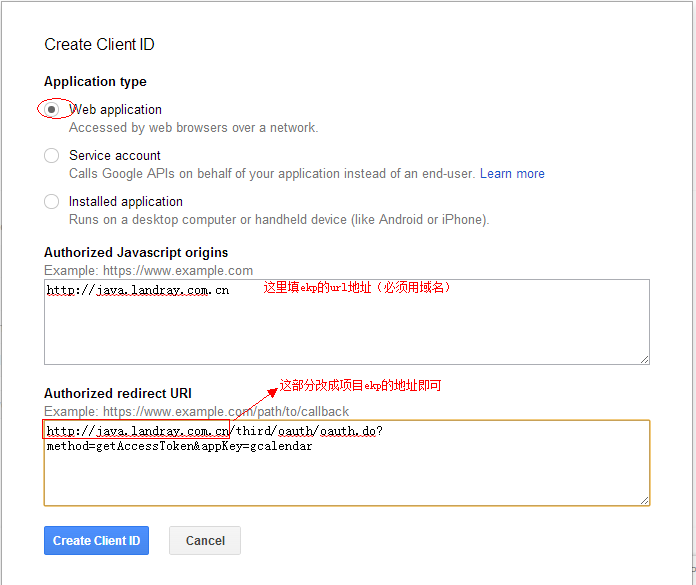 Create Client ID
Application type
Web application
Accessed by web browsers over a network.
Service account
Calls Google APIs on behalf of your application instead of an end-user. Learn more
Installed application
Runs on a desktop computer or handheld device (like Android or iPhone).
Authorized Javascript origins
Example: https://www.example.com
http://java.landray.com.cn 这里填ekp的url地址（必须用域名）
这部分改成项目ekp的地址即可
Authorized redirect URI
Example: https://www.example.com/path/to/callback
http://java.landray.com.cn/third/oauth/oauth.do?
method=getAccessToken&appKey=gcalendar
Create Client ID Cancel